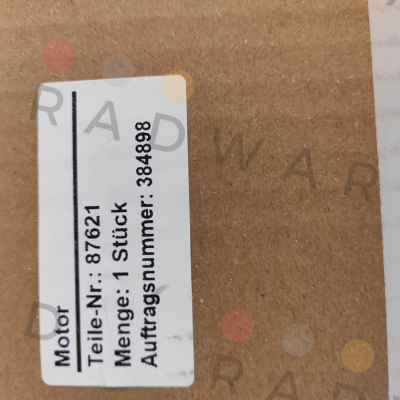 Motor
Teile-Nr.: 87621
Menge: 1 Stück
Auftragsnummer: 384898
RADWAR
RADWAR